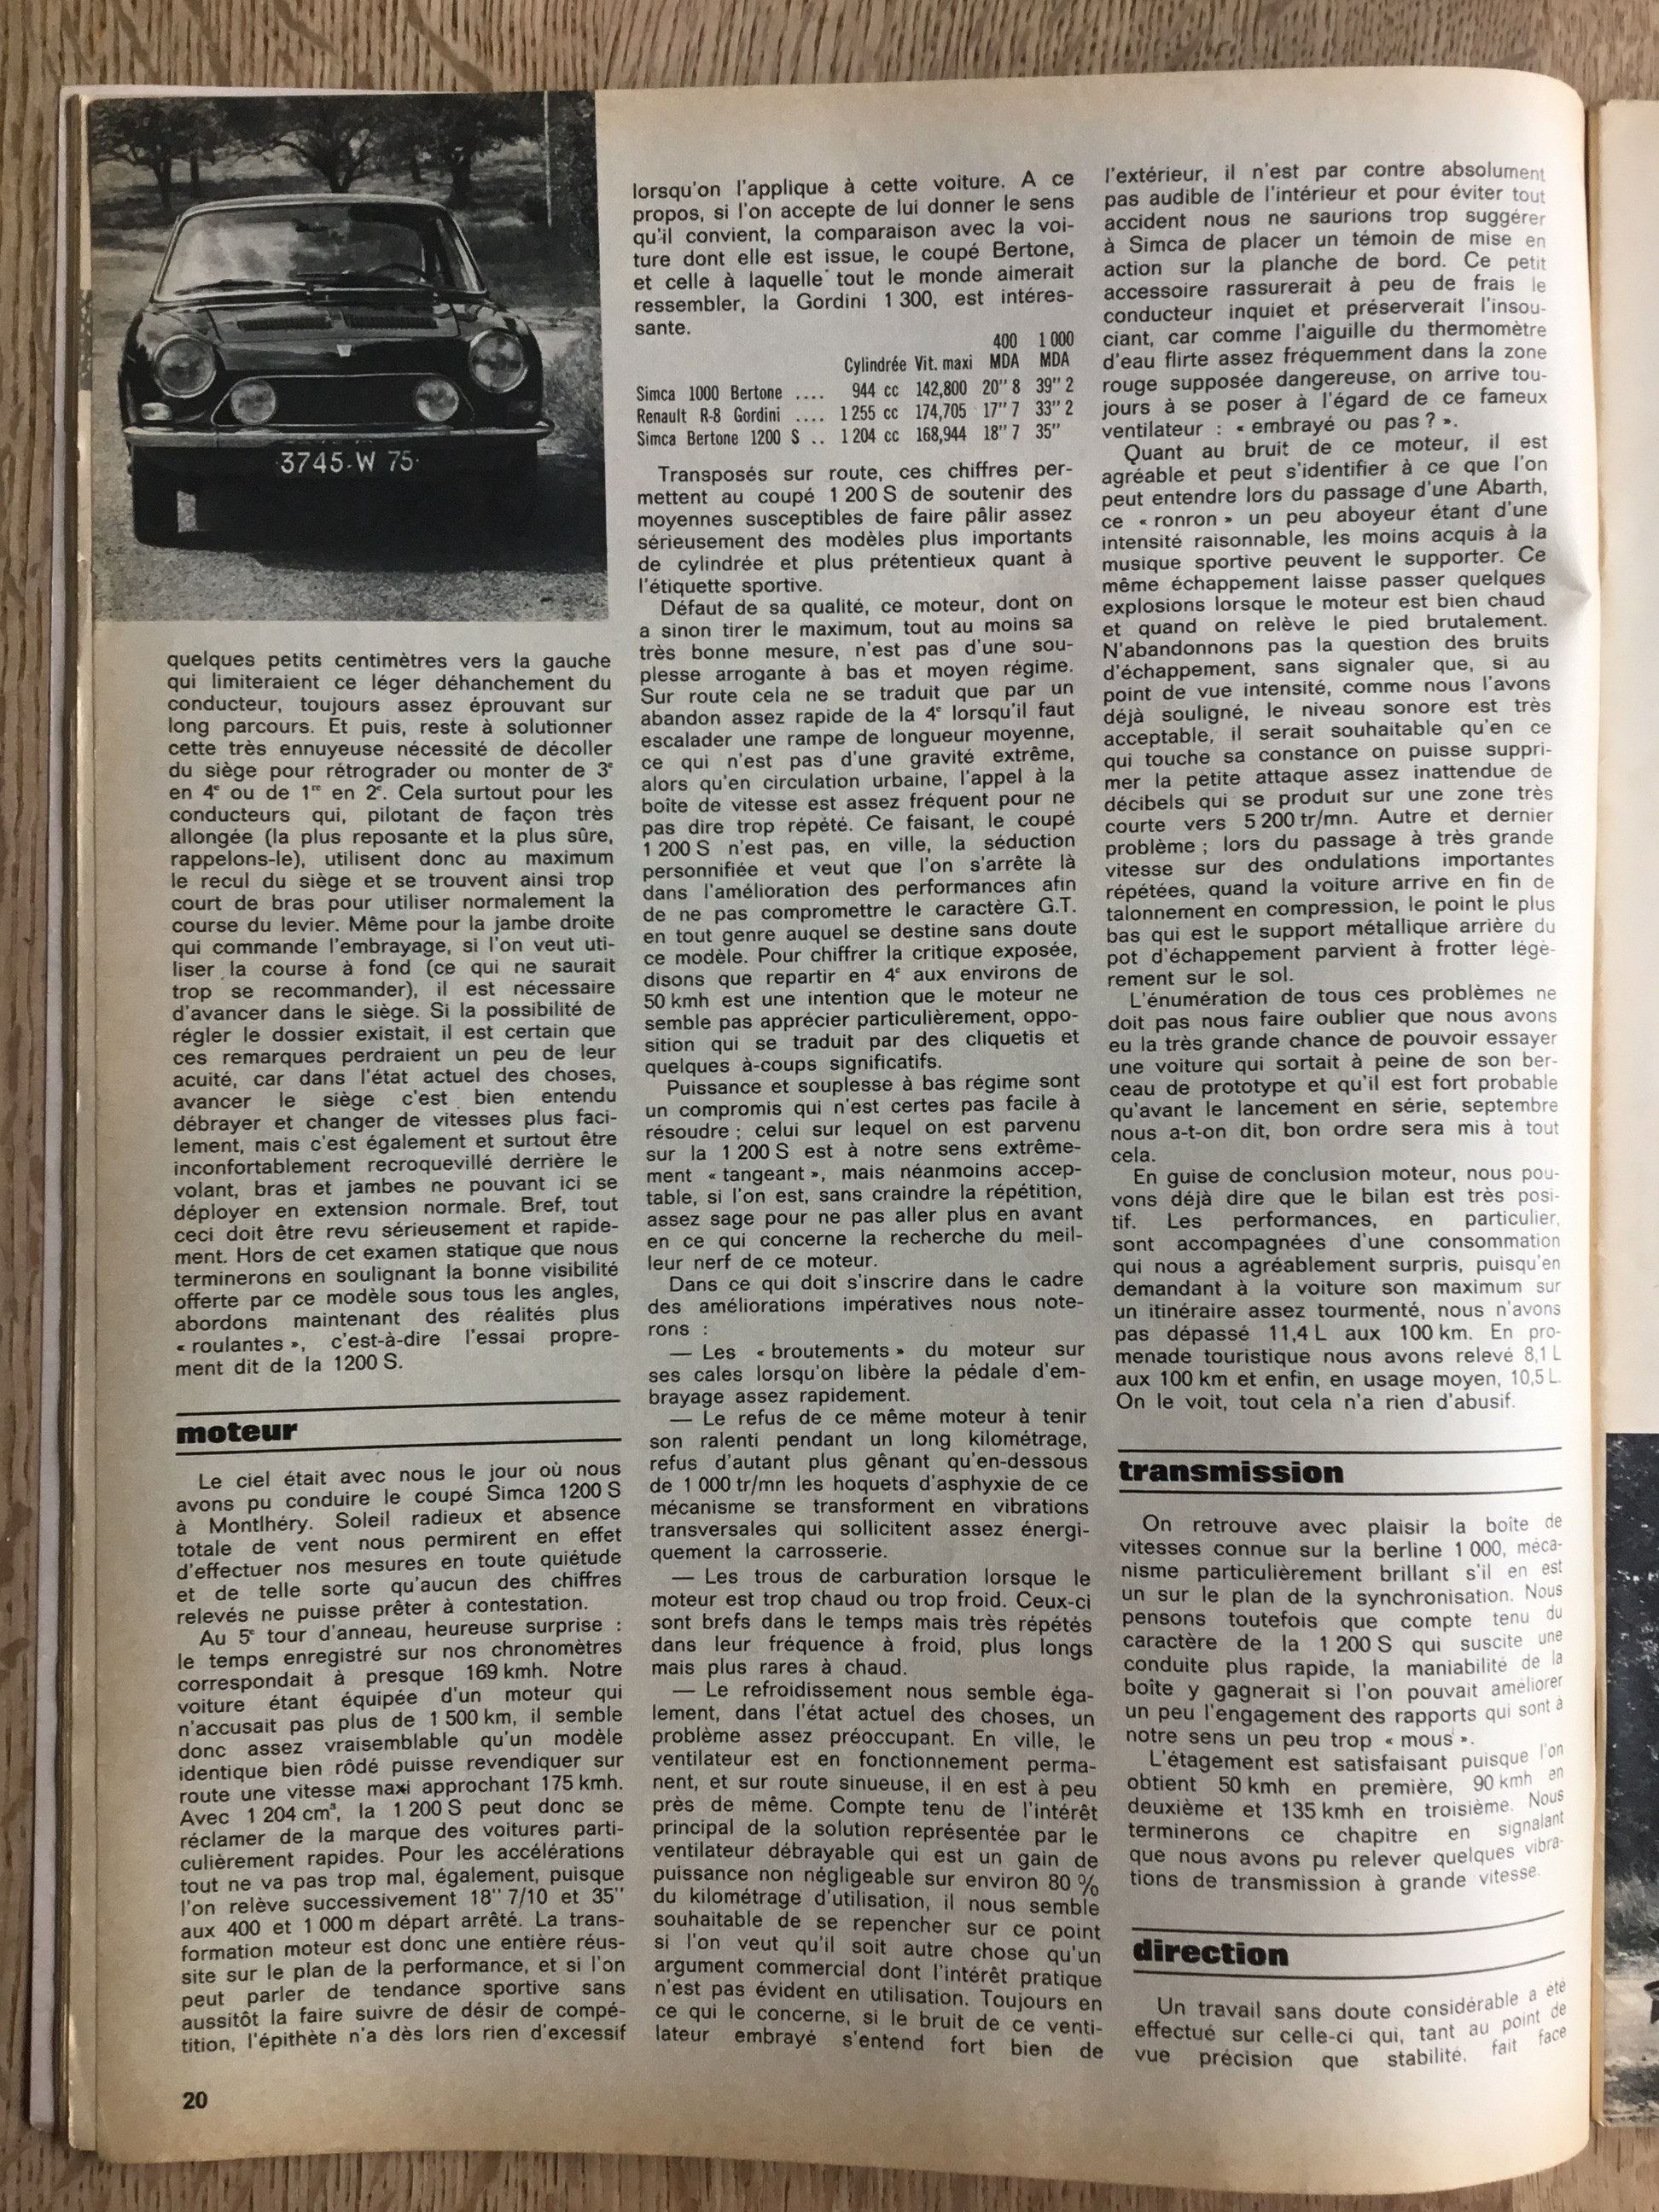 3745 W 75
quelques petits centimètres vers la gauche
qui limiteraient ce léger déhanchement du
conducteur, toujours assez éprouvant sur
long parcours. Et puis, reste à solutionner
cette très ennuyeuse nécessité de décoller
du siège pour rétrograder ou monter de 3e
en 4e ou de 1re en 2e. Cela surtout pour les
conducteurs qui, pilotant de façon très
allongée (la plus reposante et la plus sûre,
rappelons-le), utilisent donc au maximum
le recul du siège et se trouvent ainsi trop
court de bras pour utiliser normalement la
course du levier. Même pour la jambe droite
qui commande l'embrayage, si l'on veut uti-
liser la course à fond (ce qui ne saurait
trop se recommander), il est nécessaire
d'avancer dans le siège. Si la possibilité de
régler le dossier existait, il est certain que
ces remarques perdraient un peu de leur
acuité, car dans l'état actuel des choses,
avancer le siège c'est bien entendu
débrayer et changer de vitesses plus faci-
lement, mais c'est également et surtout être
inconfortablement recroquevillé derrière le
volant, bras et jambes ne pouvant ici se
déployer en extension normale. Bref, tout
ceci doit être revu sérieusement et rapide-
ment. Hors de cet examen statique que nous
terminerons en soulignant la bonne visibilité
offerte par ce modèle sous tous les angles,
abordons maintenant des réalités plus
« roulantes », c'est-à-dire l'essai propre-
ment dit de la 1200 S.
moteur
Le ciel était avec nous le jour où nous
avons pu conduire le coupé Simca 1200 S
à Montlhéry. Soleil radieux et absence
totale de vent nous permirent en effet
d'effectuer nos mesures en toute quiétude
et de telle sorte qu'aucun des chiffres
relevés ne puisse prêter à contestation.
Au 5e tour d'anneau, heureuse surprise :
le temps enregistré sur nos chronomètres
correspondait à presque 169 kmh. Notre
voiture étant équipée d'un moteur qui
n'accusait pas plus de 1 500 km, il semble
donc assez vraisemblable qu'un modèle
identique bien rôdé puisse revendiquer sur
route une vitesse maxi approchant 175 kmh.
Avec 1 204 cm³, la 1 200 S peut donc se
réclamer de la marque des voitures parti-
culièrement rapides. Pour les accélérations
tout ne va pas trop mal, également, puisque
l'on relève successivement 18'' 7/10 et 35''
aux 400 et 1 000 m départ arrêté. La trans-
formation moteur est donc une entière réus-
site sur le plan de la performance, et si l'on
peut parler de tendance sportive sans
aussitôt la faire suivre de désir de compé-
tition, l'épithète n'a dès lors rien d'excessif
20
lorsqu'on l'applique à cette voiture. A ce
propos, si l'on accepte de lui donner le sens
qu'il convient, la comparaison avec la voi-
ture dont elle est issue, le coupé Bertone,
et celle à laquelle tout le monde aimerait
ressembler, la Gordini 1 300, est intéres-
sante.
400 1 000
Cylindrée Vit. maxi MDA MDA
Simca 1000 Bertone .... 944 cc 142,800 20'' 8 39'' 2
Renault R-8 Gordini .... 1 255 cc 174,705 17'' 7 33'' 2
Simca Bertone 1200 S .. 1 204 cc 168,944 18'' 7 35''
Transposés sur route, ces chiffres per-
mettent au coupé 1 200 S de soutenir des
moyennes susceptibles de faire pâlir assez
sérieusement des modèles plus importants
de cylindrée et plus prétentieux quant à
l'étiquette sportive.
Défaut de sa qualité, ce moteur, dont on
a sinon tirer le maximum, tout au moins sa
très bonne mesure, n'est pas d'une sou-
plesse arrogante à bas et moyen régime.
Sur route cela ne se traduit que par un
abandon assez rapide de la 4e lorsqu'il faut
escalader une rampe de longueur moyenne,
ce qui n'est pas d'une gravité extrême,
alors qu'en circulation urbaine, l'appel à la
boîte de vitesse est assez fréquent pour ne
pas dire trop répété. Ce faisant, le coupé
1 200 S n'est pas, en ville, la séduction
personnifiée et veut que l'on s'arrête là
dans l'amélioration des performances afin
de ne pas compromettre le caractère G.T.
en tout genre auquel se destine sans doute
ce modèle. Pour chiffrer la critique exposée,
disons que repartir en 4e aux environs de
50 kmh est une intention que le moteur ne
semble pas apprécier particulièrement, oppo-
sition qui se traduit par des cliquetis et
quelques à-coups significatifs.
Puissance et souplesse à bas régime sont
un compromis qui n'est certes pas facile à
résoudre ; celui sur lequel on est parvenu
sur la 1 200 S est à notre sens extrême-
ment « tangeant », mais néanmoins accep-
table, si l'on est, sans craindre la répétition,
assez sage pour ne pas aller plus en avant
en ce qui concerne la recherche du meil-
leur nerf de ce moteur.
Dans ce qui doit s'inscrire dans le cadre
des améliorations impératives nous note-
rons :
— Les « broutements » du moteur sur
ses cales lorsqu'on libère la pédale d'em-
brayage assez rapidement.
— Le refus de ce même moteur à tenir
son ralenti pendant un long kilométrage,
refus d'autant plus gênant qu'en-dessous
de 1 000 tr/mn les hoquets d'asphyxie de ce
mécanisme se transforment en vibrations
transversales qui sollicitent assez énergi-
quement la carrosserie.
— Les trous de carburation lorsque le
moteur est trop chaud ou trop froid. Ceux-ci
sont brefs dans le temps mais très répétés
dans leur fréquence à froid, plus longs
mais plus rares à chaud.
— Le refroidissement nous semble éga-
lement, dans l'état actuel des choses, un
problème assez préoccupant. En ville, le
ventilateur est en fonctionnement perma-
nent, et sur route sinueuse, il en est à peu
près de même. Compte tenu de l'intérêt
principal de la solution représentée par le
ventilateur débrayable qui est un gain de
puissance non négligeable sur environ 80 %
du kilométrage d'utilisation, il nous semble
souhaitable de se repencher sur ce point
si l'on veut qu'il soit autre chose qu'un
argument commercial dont l'intérêt pratique
n'est pas évident en utilisation. Toujours en
ce qui le concerne, si le bruit de ce venti-
lateur embrayé s'entend fort bien de
l'extérieur, il n'est par contre absolument
pas audible de l'intérieur et pour éviter tout
accident nous ne saurions trop suggérer
à Simca de placer un témoin de mise en
action sur la planche de bord. Ce petit
accessoire rassurerait à peu de frais le
conducteur inquiet et préserverait l'insou-
ciant, car comme l'aiguille du thermomètre
d'eau flirte assez fréquemment dans la zone
rouge supposée dangereuse, on arrive tou-
jours à se poser à l'égard de ce fameux
ventilateur : « embrayé ou pas ? ».
Quant au bruit de ce moteur, il est
agréable et peut s'identifier à ce que l'on
peut entendre lors du passage d'une Abarth,
ce « ronron » un peu aboyeur étant d'une
intensité raisonnable, les moins acquis à la
musique sportive peuvent le supporter. Ce
même échappement laisse passer quelques
explosions lorsque le moteur est bien chaud
et quand on relève le pied brutalement.
N'abandonnons pas la question des bruits
d'échappement, sans signaler que, si au
point de vue intensité, comme nous l'avons
déjà souligné, le niveau sonore est très
acceptable, il serait souhaitable qu'en ce
qui touche sa constance on puisse suppri-
mer la petite attaque assez inattendue de
décibels qui se produit sur une zone très
courte vers 5 200 tr/mn. Autre et dernier
problème ; lors du passage à très grande
vitesse sur des ondulations importantes
répétées, quand la voiture arrive en fin de
talonnement en compression, le point le plus
bas qui est le support métallique arrière du
pot d'échappement parvient à frotter légè-
rement sur le sol.
L'énumération de tous ces problèmes ne
doit pas nous faire oublier que nous avons
eu la très grande chance de pouvoir essayer
une voiture qui sortait à peine de son ber-
ceau de prototype et qu'il est fort probable
qu'avant le lancement en série, septembre
nous a-t-on dit, bon ordre sera mis à tout
cela.
En guise de conclusion moteur, nous pou-
vons déjà dire que le bilan est très posi-
tif. Les performances, en particulier,
sont accompagnées d'une consommation
qui nous a agréablement surpris, puisqu'en
demandant à la voiture son maximum sur
un itinéraire assez tourmenté, nous n'avons
pas dépassé 11,4 L aux 100 km. En pro-
menade touristique nous avons relevé 8,1 L
aux 100 km et enfin, en usage moyen, 10,5 L.
On le voit, tout cela n'a rien d'abusif.
transmission
On retrouve avec plaisir la boîte de
vitesses connue sur la berline 1 000, méca-
nisme particulièrement brillant s'il en est
un sur le plan de la synchronisation. Nous
pensons toutefois que compte tenu du
caractère de la 1 200 S qui suscite une
conduite plus rapide, la maniabilité de la
boîte y gagnerait si l'on pouvait améliorer
un peu l'engagement des rapports qui sont à
notre sens un peu trop « mous ».
L'étagement est satisfaisant puisque l'on
obtient 50 kmh en première, 90 kmh en
deuxième et 135 kmh en troisième. Nous
terminerons ce chapitre en signalant
que nous avons pu relever quelques vibra-
tions de transmission à grande vitesse.
direction
Un travail sans doute considérable a été
effectué sur celle-ci qui, tant au point de
vue précision que stabilité, fait face